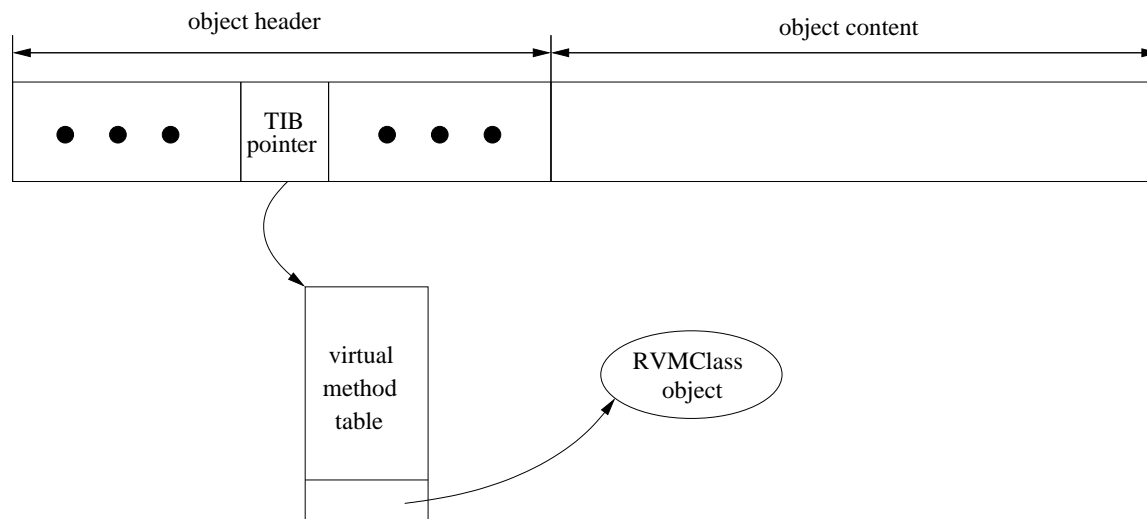 object header
object content
TIB
pointer
virtual
method
table
RVMClass
object